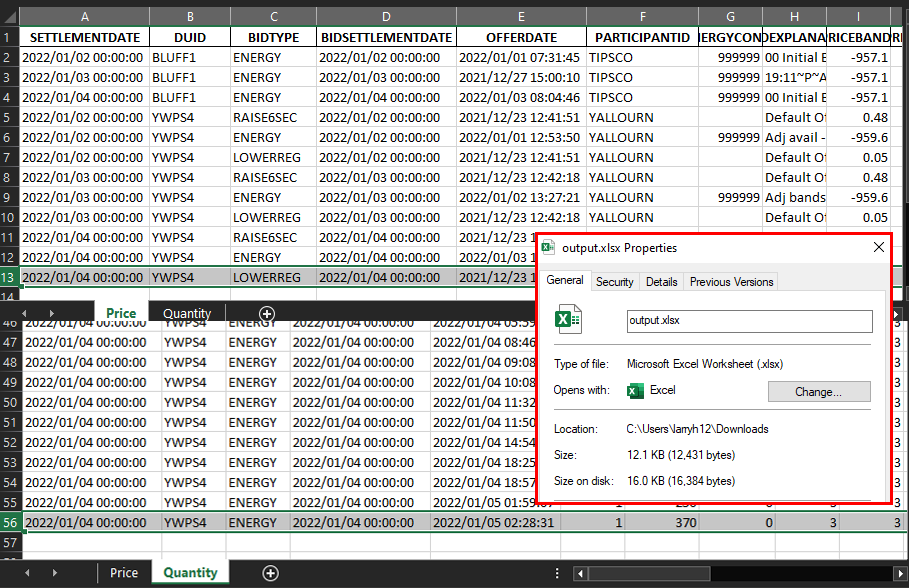 A B C D E F G H I
1 SETTLEMENTDATE DUID BIDTYPE BIDSETTLEMENTDATE OFFERDATE PARTICIPANTID IERGYCON DEXPLANA RICEBAND
2 2022/01/02 00:00:00 BLUFF1 ENERGY 2022/01/02 00:00:00 2022/01/01 07:31:45 TIPSCO 999999 00 Initial E -957.1
3 2022/01/03 00:00:00 BLUFF1 ENERGY 2022/01/03 00:00:00 2021/12/27 15:00:10 TIPSCO 999999 19:11~P~A -957.1
4 2022/01/04 00:00:00 BLUFF1 ENERGY 2022/01/04 00:00:00 2022/01/03 08:04:46 TIPSCO 999999 00 Initial E -957.1
5 2022/01/02 00:00:00 YWPS4 RAISE6SEC 2022/01/02 00:00:00 2021/12/23 12:41:51 YALLOURN Default Of 0.48
6 2022/01/02 00:00:00 YWPS4 ENERGY 2022/01/02 00:00:00 2022/01/01 12:53:50 YALLOURN 999999 Adj avail - -959.6
7 2022/01/02 00:00:00 YWPS4 LOWERREG 2022/01/02 00:00:00 2021/12/23 12:41:51 YALLOURN Default Of 0.05
8 2022/01/03 00:00:00 YWPS4 RAISE6SEC 2022/01/03 00:00:00 2021/12/23 12:42:18 YALLOURN Default Of 0.48
9 2022/01/03 00:00:00 YWPS4 ENERGY 2022/01/03 00:00:00 2022/01/02 13:27:21 YALLOURN 999999 Adj bands -959.6
10 2022/01/03 00:00:00 YWPS4 LOWERREG 2022/01/03 00:00:00 2021/12/23 12:42:18 YALLOURN Default Of 0.05
11 2022/01/04 00:00:00 YWPS4 RAISE6SEC 2022/01/04 00:00:00 2021/12/23 1
12 2022/01/04 00:00:00 YWPS4 ENERGY 2022/01/04 00:00:00 2022/01/03 1
13 2022/01/04 00:00:00 YWPS4 LOWERREG 2022/01/04 00:00:00 2021/12/23 1
14
Price Quantity
46 2022/01/04 00:00:00 YWPS4 ENERGY 2022/01/04 00:00:00
47 2022/01/04 00:00:00 YWPS4 ENERGY 2022/01/04 00:00:00 2022/01/04 08:46 3
48 2022/01/04 00:00:00 YWPS4 ENERGY 2022/01/04 00:00:00 2022/01/04 09:08 3
49 2022/01/04 00:00:00 YWPS4 ENERGY 2022/01/04 00:00:00 2022/01/04 10:08 3
50 2022/01/04 00:00:00 YWPS4 ENERGY 2022/01/04 00:00:00 2022/01/04 11:32 3
51 2022/01/04 00:00:00 YWPS4 ENERGY 2022/01/04 00:00:00 2022/01/04 11:50 3
52 2022/01/04 00:00:00 YWPS4 ENERGY 2022/01/04 00:00:00 2022/01/04 14:54 3
53 2022/01/04 00:00:00 YWPS4 ENERGY 2022/01/04 00:00:00 2022/01/04 18:25 3
54 2022/01/04 00:00:00 YWPS4 ENERGY 2022/01/04 00:00:00 2022/01/04 18:57 3
55 2022/01/04 00:00:00 YWPS4 ENERGY 2022/01/04 00:00:00 2022/01/05 01:59 3
56 2022/01/04 00:00:00 YWPS4 ENERGY 2022/01/04 00:00:00 2022/01/05 02:28:31 1 370 0 3 3
57
Price Quantity
output.xlsx Properties
General Security Details Previous Versions
output.xlsx
Type of file: Microsoft Excel Worksheet (.xlsx)
Opens with: Excel Change...
Location: C:\Users\larryh12\Downloads
Size: 12.1 KB (12,431 bytes)
Size on disk: 16.0 KB (16,384 bytes)